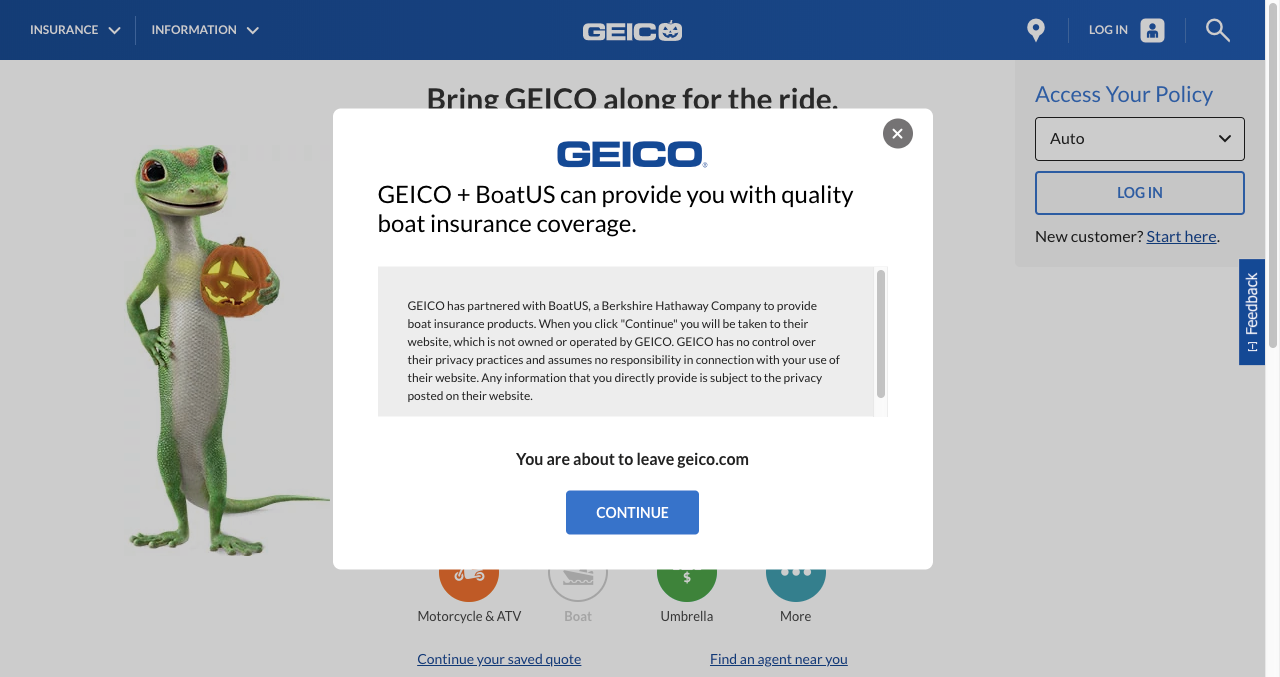 INSURANCE
INFORMATION
GEICO
LOG IN
Bring GEICO along for the ride.
Access Your Policy
Auto
LOG IN
New customer? Start here.
[-] Feedback
GEICO®
GEICO + BoatUS can provide you with quality
boat insurance coverage.
GEICO has partnered with BoatUS, a Berkshire Hathaway Company to provide
boat insurance products. When you click "Continue" you will be taken to their
website, which is not owned or operated by GEICO. GEICO has no control over
their privacy practices and assumes no responsibility in connection with your use of
their website. Any information that you directly provide is subject to the privacy
posted on their website.
You are about to leave geico.com
CONTINUE
$
Motorcycle & ATV
Boat
Umbrella
More
Continue your saved quote
Find an agent near you